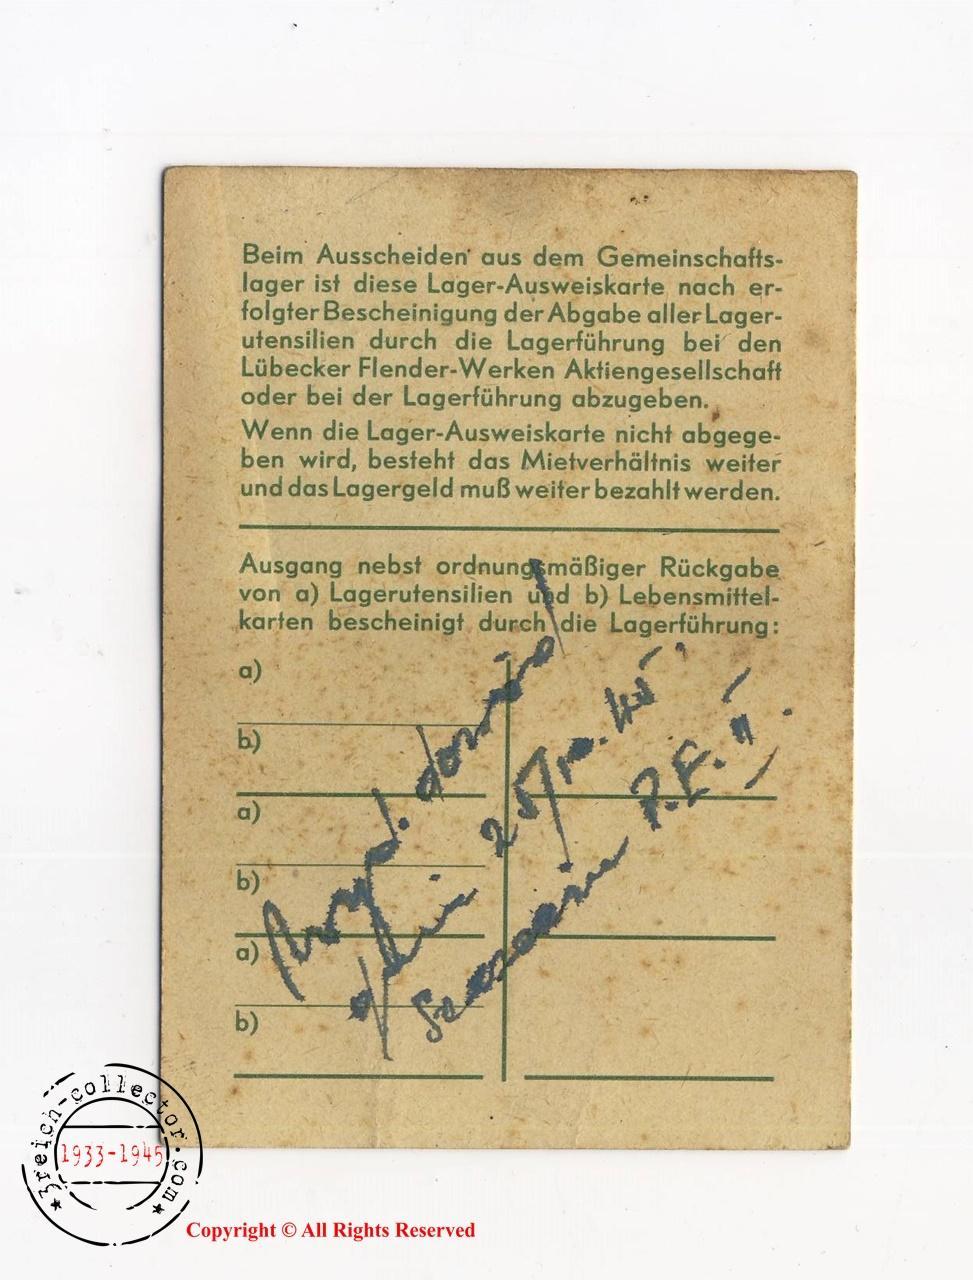 Beim Ausscheiden aus dem Gemeinschafts-
lager ist diese Lager-Ausweiskarte nach er-
folgter Bescheinigung der Abgabe aller Lager-
utensilien durch die Lagerführung bei den
Lübecker Flender-Werken Aktiengesellschaft
oder bei der Lagerführung abzugeben.
Wenn die Lager-Ausweiskarte nicht abgege-
ben wird, besteht das Mietverhältnis weiter
und das Lagergeld muß weiter bezahlt werden.
Ausgang nebst ordnungsmäßiger Rückgabe
von a) Lagerutensilien und b) Lebensmittel-
karten bescheinigt durch die Lagerführung:
a)
b)
a)
b)
a)
b)
3reich-collector.com
1933-1945
Copyright © All Rights Reserved